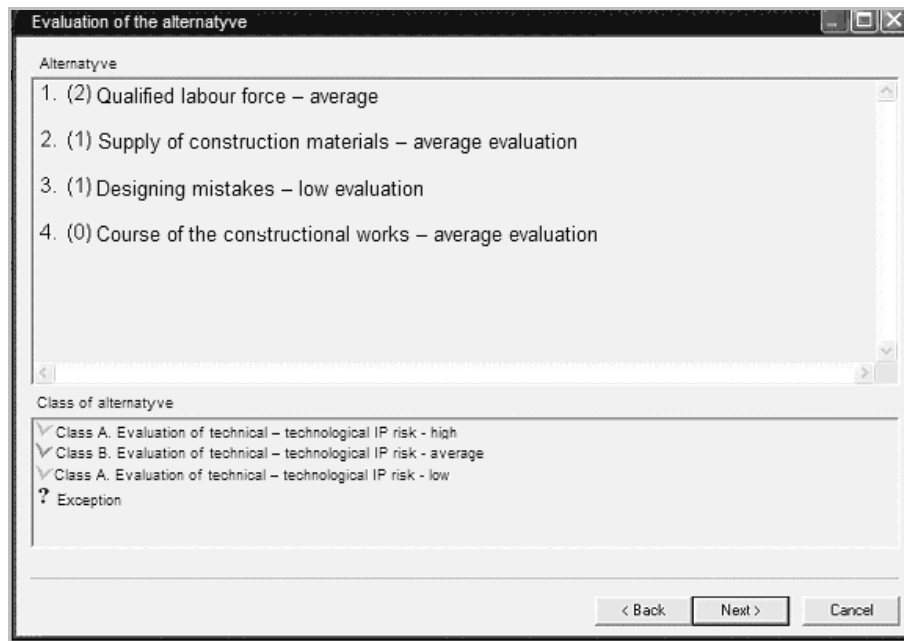 Evaluation of the alternatyve
Alternatyve
1. (2) Qualified labour force – average
2. (1) Supply of construction materials – average evaluation
3. (1) Designing mistakes – low evaluation
4. (0) Course of the constructional works – average evaluation
Class of alternatyve
Class A. Evaluation of technical – technological IP risk - high
Class B. Evaluation of technical – technological IP risk - average
Class A. Evaluation of technical – technological IP risk - low
? Exception
< Back Next > Cancel